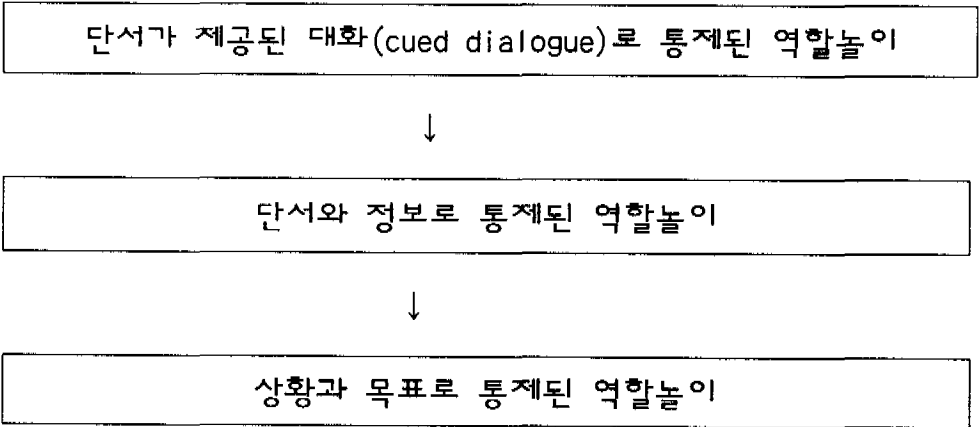 단서가 제공된 대화(cued dialogue)로 통제된 역할놀이
↓
단서와 정보로 통제된 역할놀이
↓
상황과 목표로 통제된 역할놀이